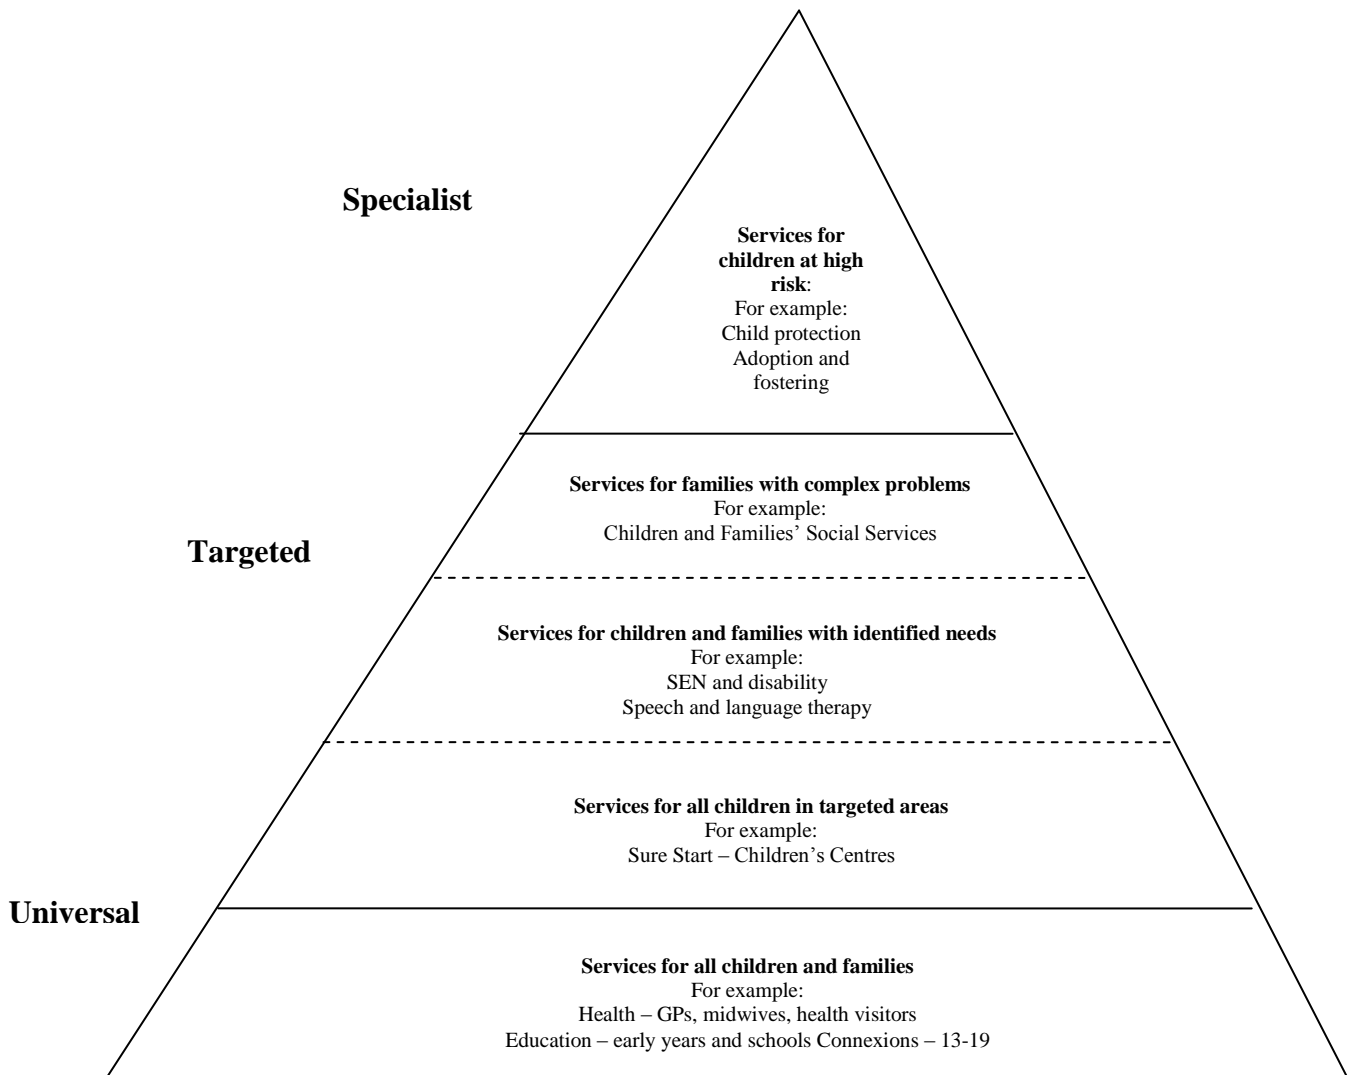 Specialist
Services for
children at high
risk:
For example:
Child protection
Adoption and
fostering
Services for families with complex problems
For example:
Children and Families’ Social Services
Targeted
Services for children and families with identified needs
For example:
SEN and disability
Speech and language therapy
Services for all children in targeted areas
For example:
Sure Start – Children’s Centres
Universal
Services for all children and families
For example:
Health – GPs, midwives, health visitors
Education – early years and schools Connexions – 13-19